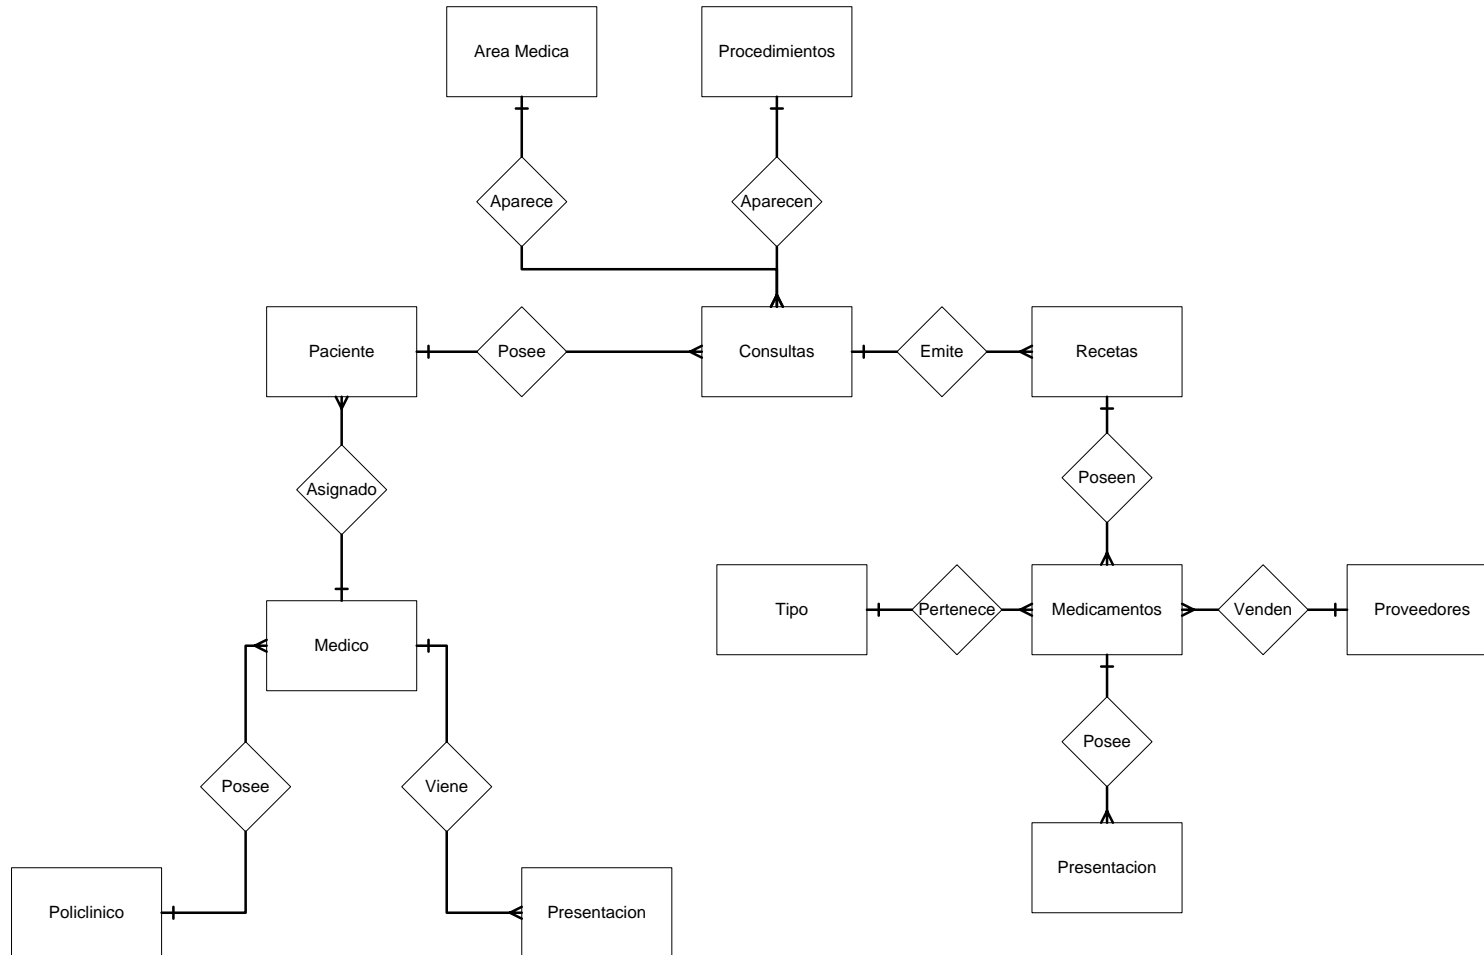 Area Medica
Procedimientos
Aparece
Aparecen
Paciente
Posee
Consultas
Emite
Recetas
Asignado
Poseen
Tipo
Pertenece
Medicamentos
Venden
Proveedores
Medico
Posee
Posee
Viene
Presentacion
Policlinico
Presentacion